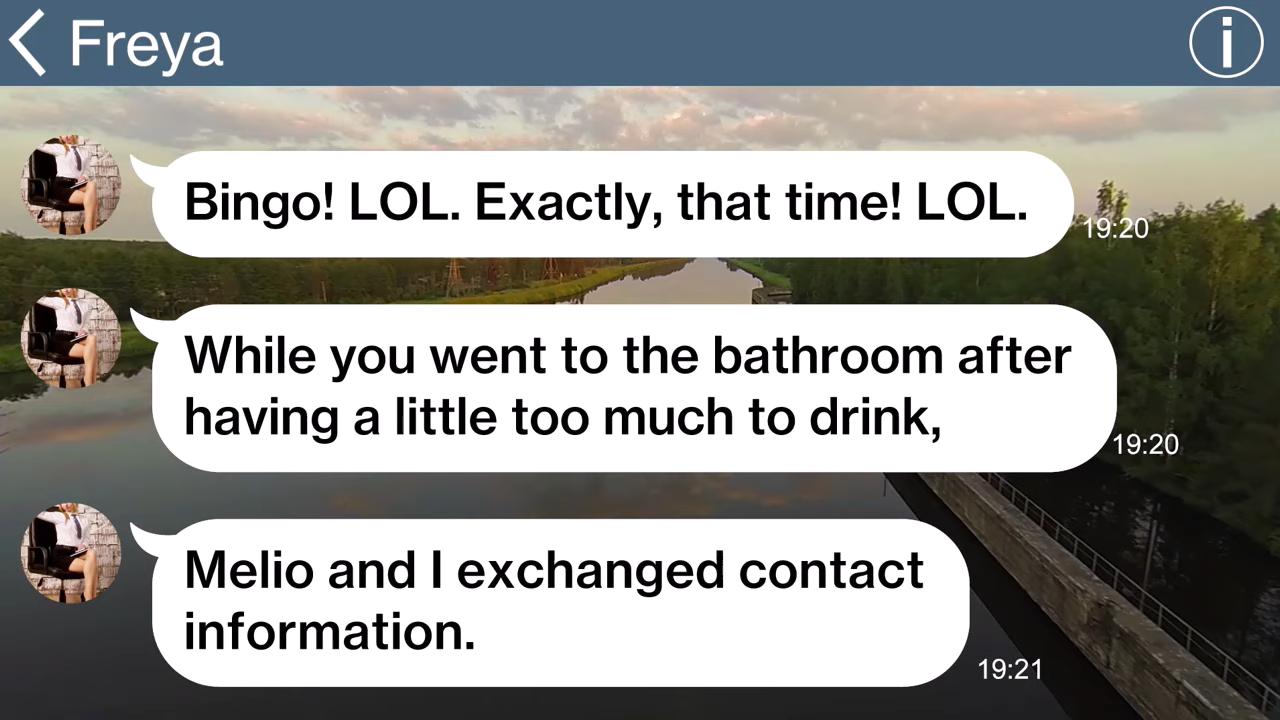 Freya
Bingo! LOL. Exactly, that time! LOL.
19:20
While you went to the bathroom after
having a little too much to drink,
19:20
Melio and I exchanged contact
information.
19:21